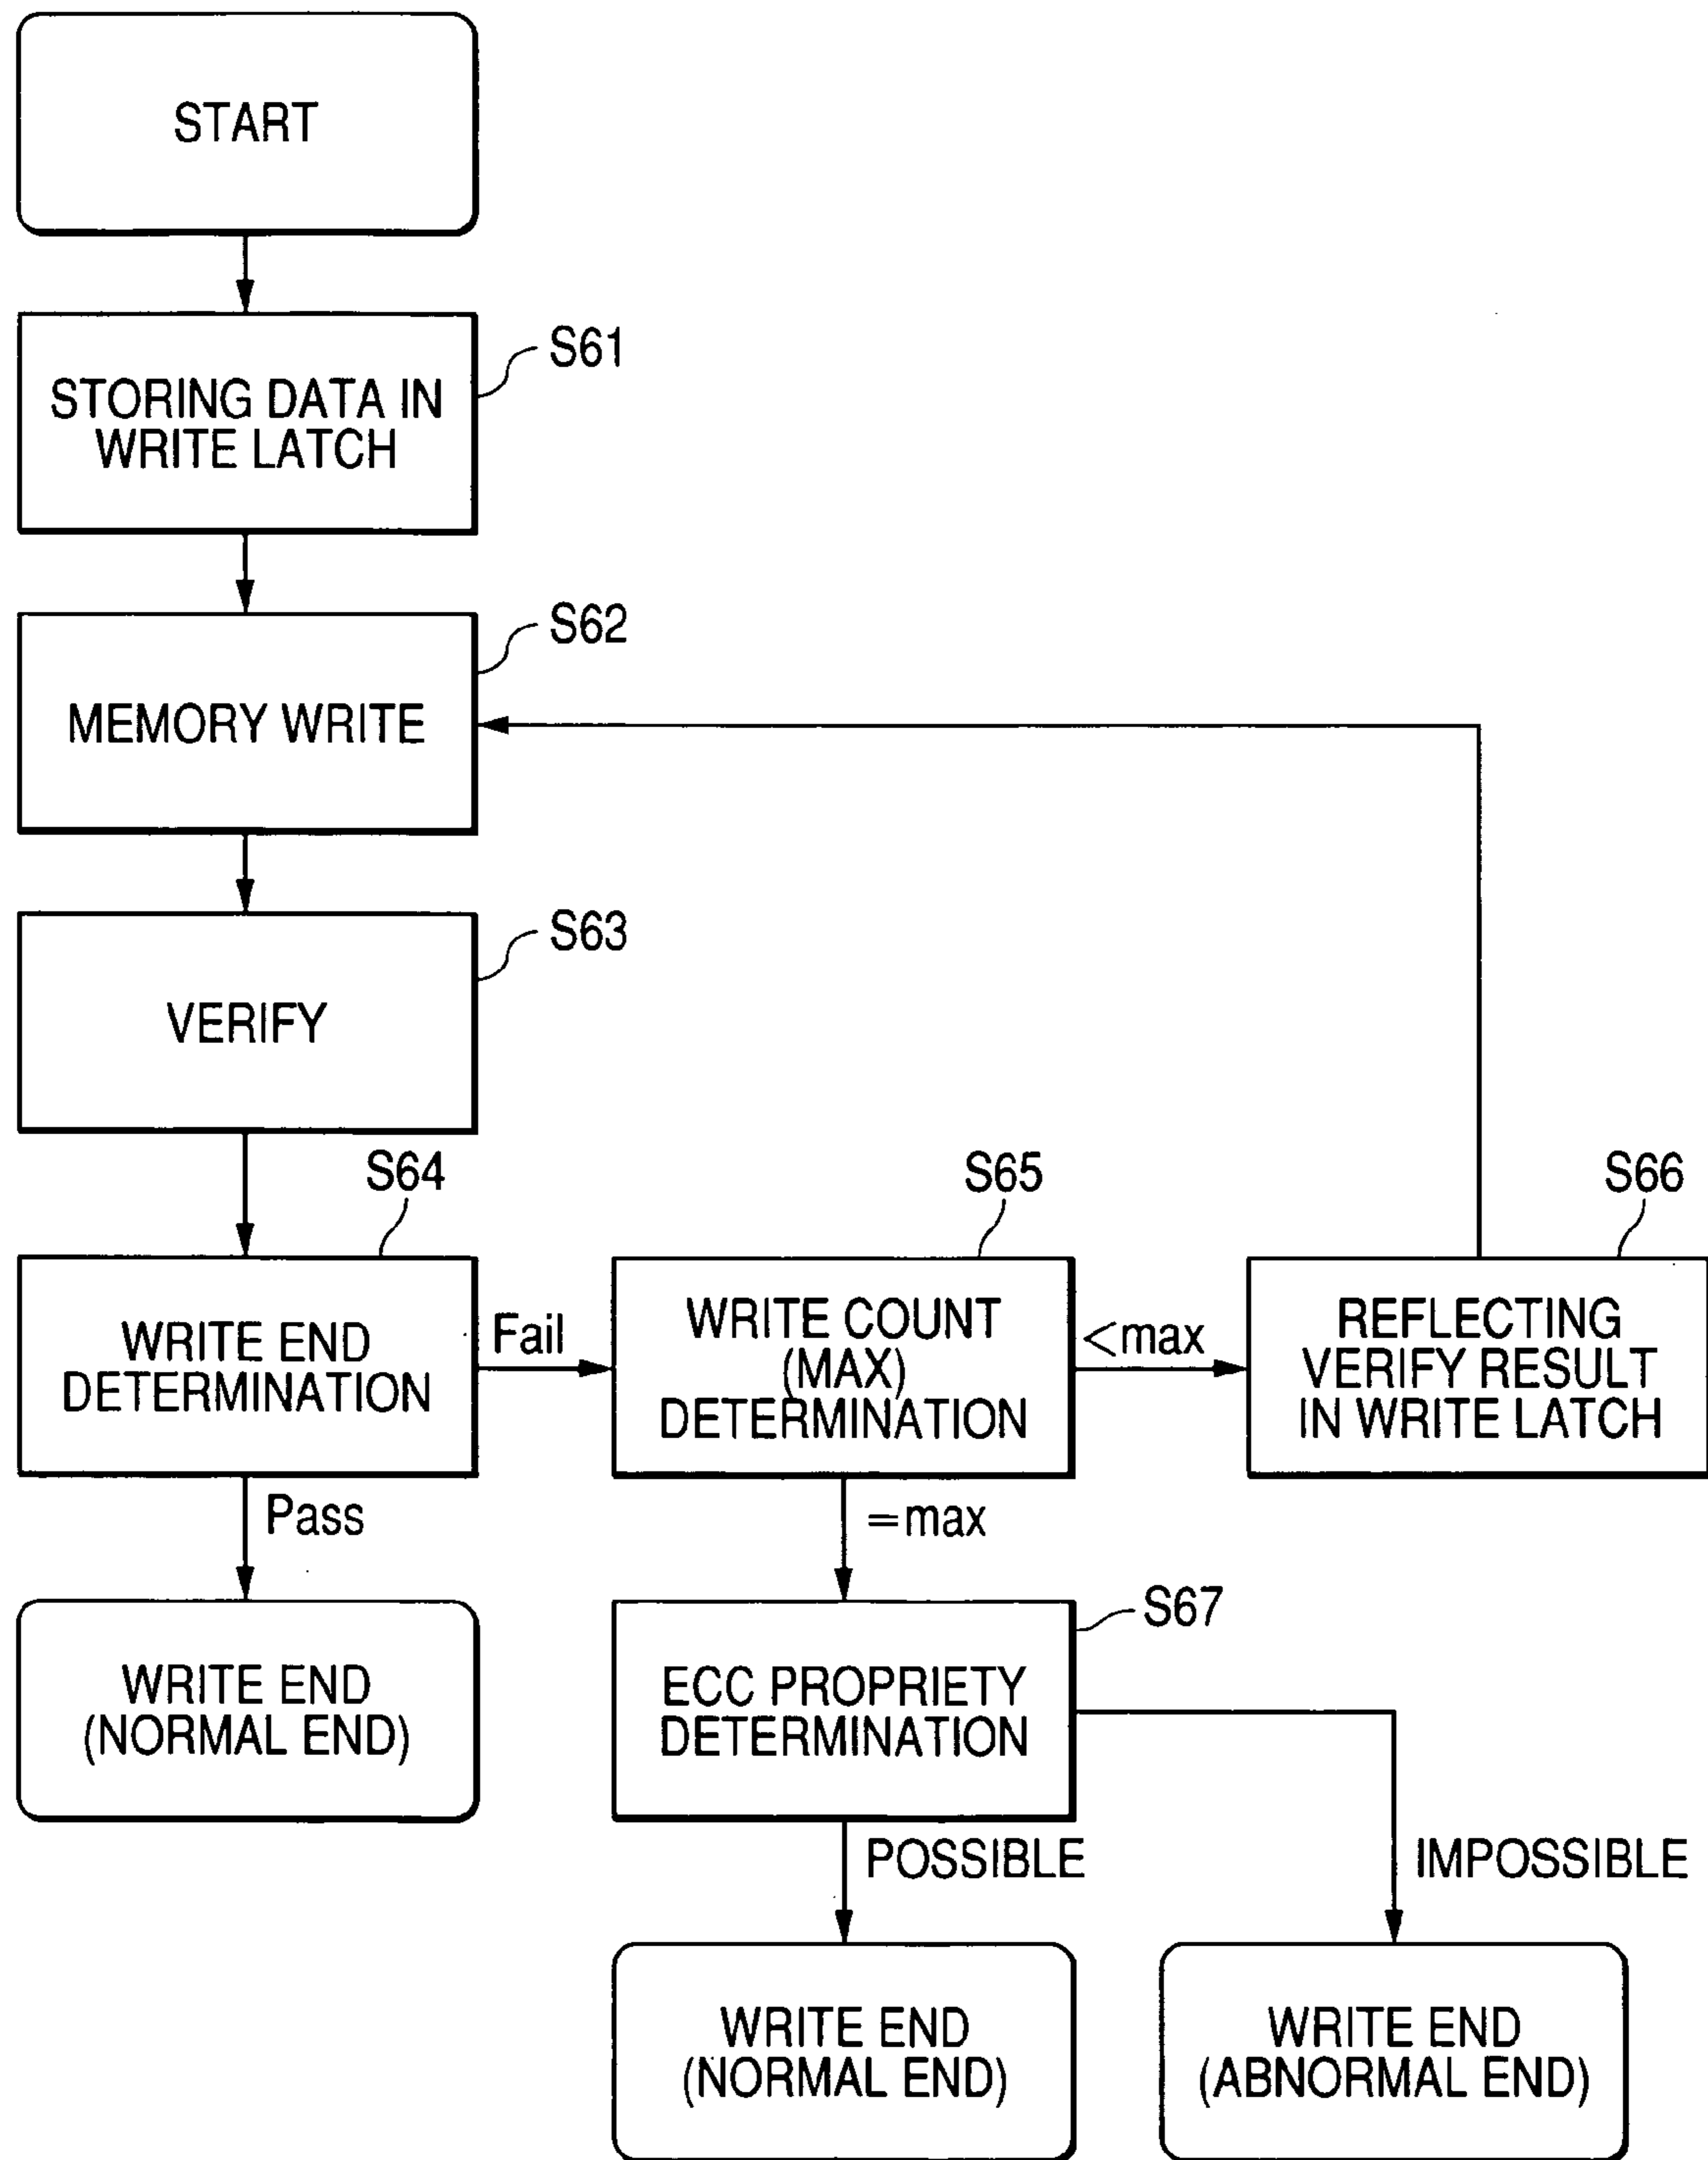 START
S61
STORING DATA IN
WRITE LATCH
S62
MEMORY WRITE
S63
VERIFY
S64
S65
S66
WRITE END
DETERMINATION
Fail
WRITE COUNT
(MAX)
DETERMINATION
<max
REFLECTING
VERIFY RESULT
IN WRITE LATCH
Pass
=max
S67
WRITE END
(NORMAL END)
ECC PROPRIETY
DETERMINATION
POSSIBLE
IMPOSSIBLE
WRITE END
(NORMAL END)
WRITE END
(ABNORMAL END)